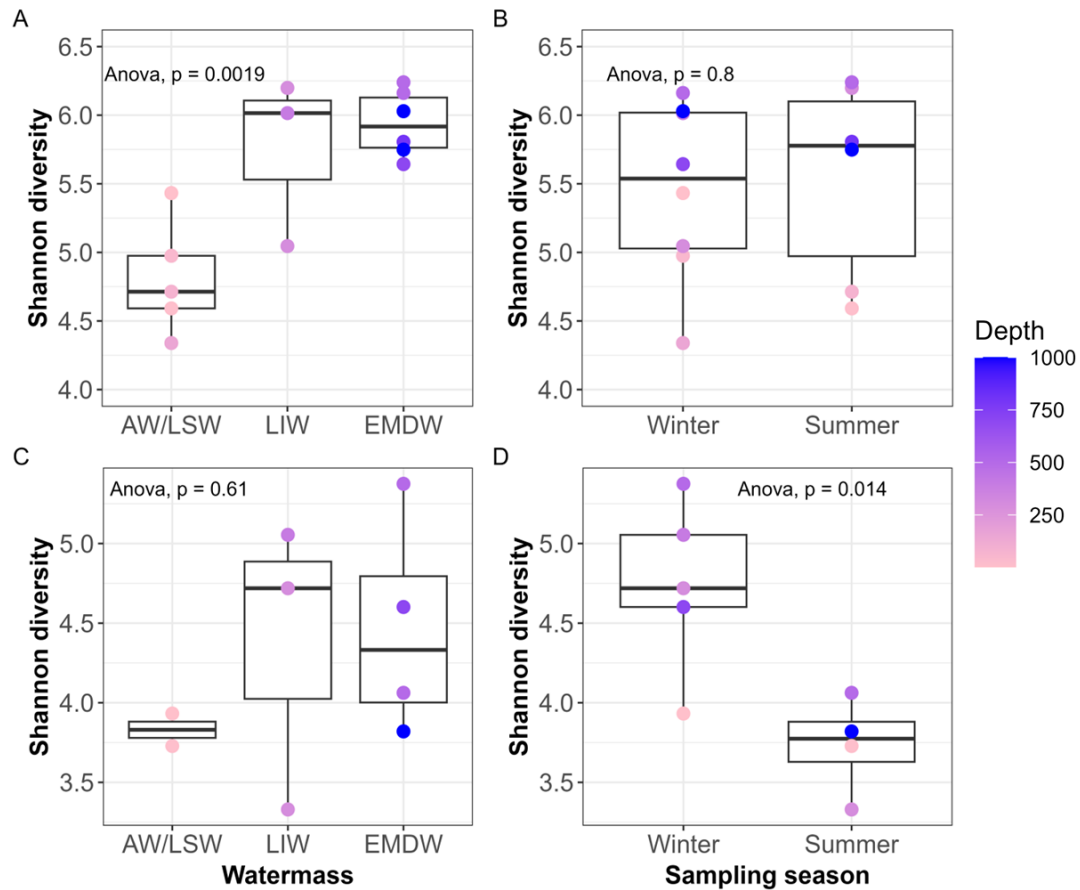 A
Shannon diversity
6.5
6.0
5.5
5.0
4.5
4.0
Anova, p = 0.0019
AW/LSW LIW EMDW
B
Shannon diversity
6.5
6.0
5.5
5.0
4.5
4.0
Anova, p = 0.8
Winter Summer
C
Shannon diversity
5.0
4.5
4.0
3.5
Anova, p = 0.61
AW/LSW LIW EMDW
Watermass
D
Shannon diversity
5.0
4.5
4.0
3.5
Anova, p = 0.014
Winter Summer
Sampling season
Depth
1000
750
500
250